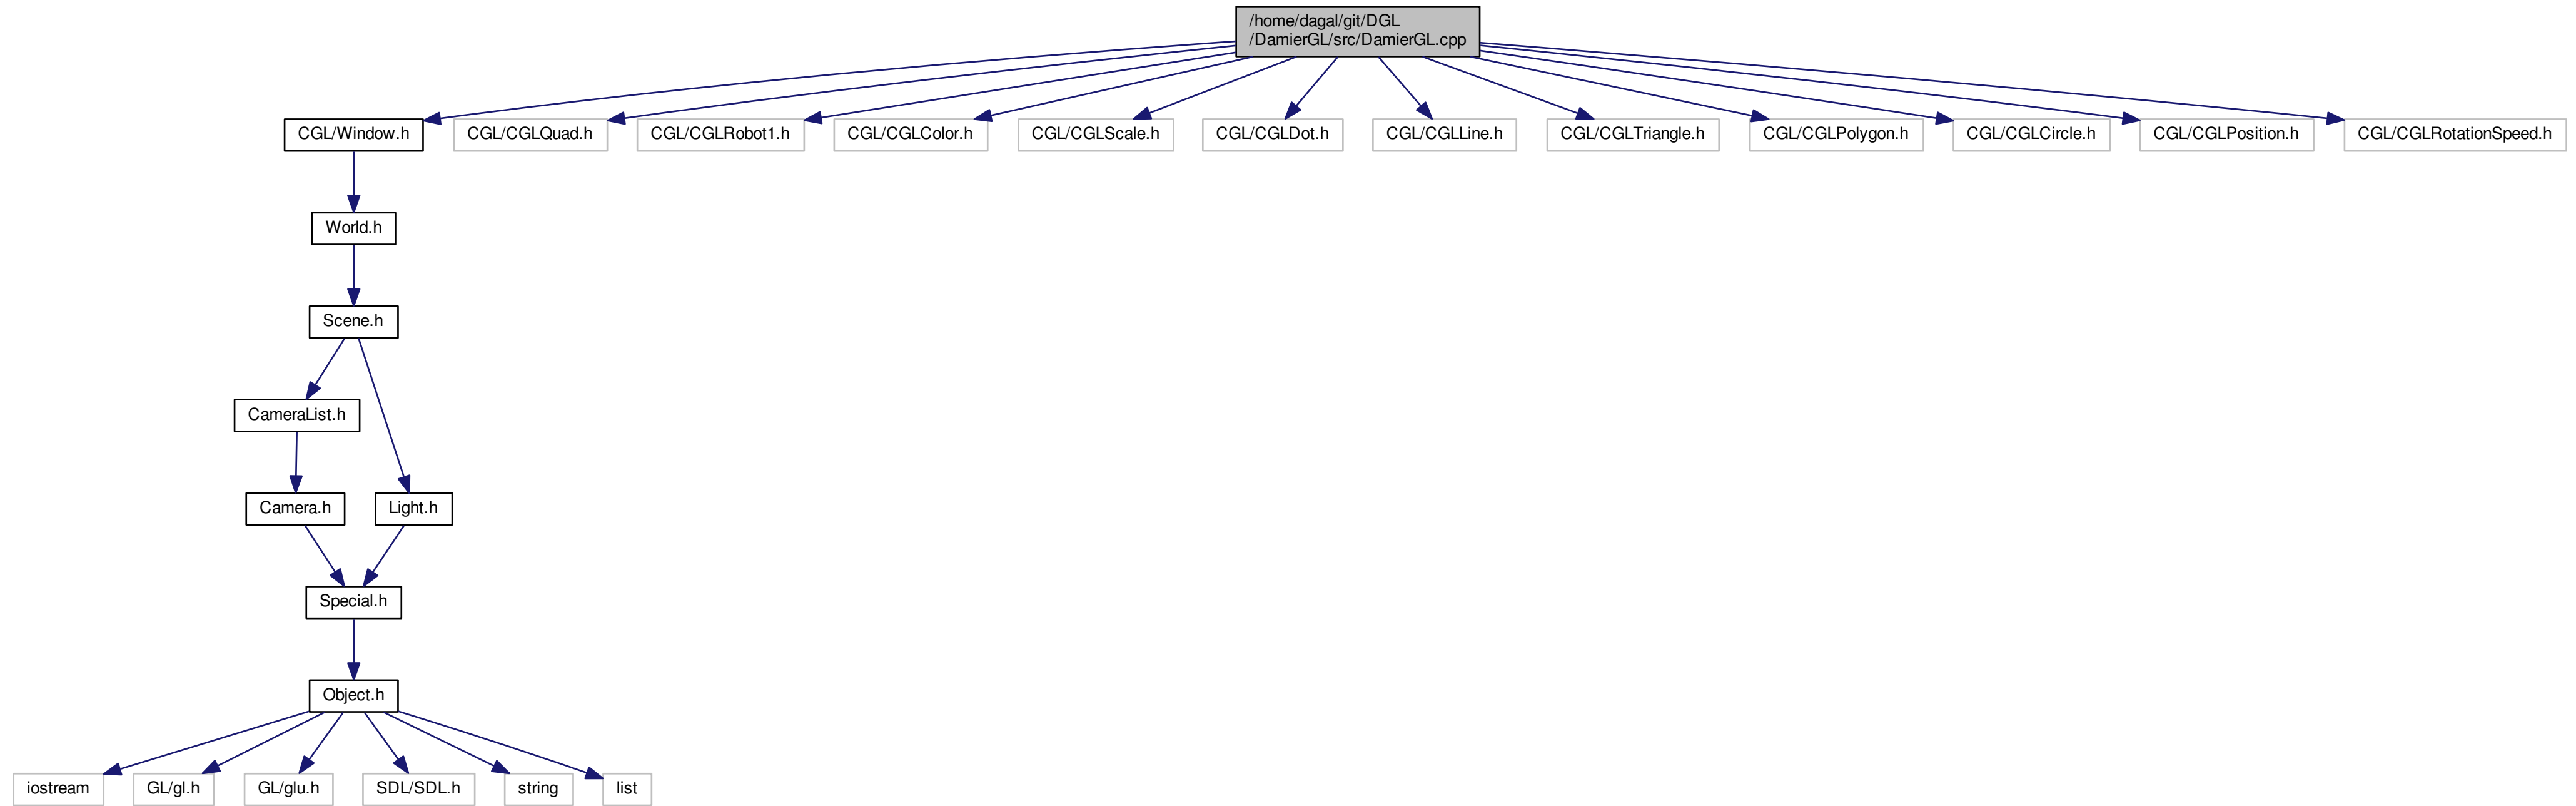 /home/dagal/git/DGL
/DamierGL/src/DamierGL.cpp
CGL/Window.h
CGL/CGLQuad.h
CGL/CGLRobot1.h
CGL/CGLColor.h
CGL/CGLScale.h
CGL/CGLDot.h
CGL/CGLLine.h
CGL/CGLTriangle.h
CGL/CGLPolygon.h
CGL/CGLCircle.h
CGL/CGLPosition.h
CGL/CGLRotationSpeed.h
World.h
Scene.h
CameraList.h
Camera.h
Light.h
Special.h
Object.h
iostream
GL/gl.h
GL/glu.h
SDL/SDL.h
string
list